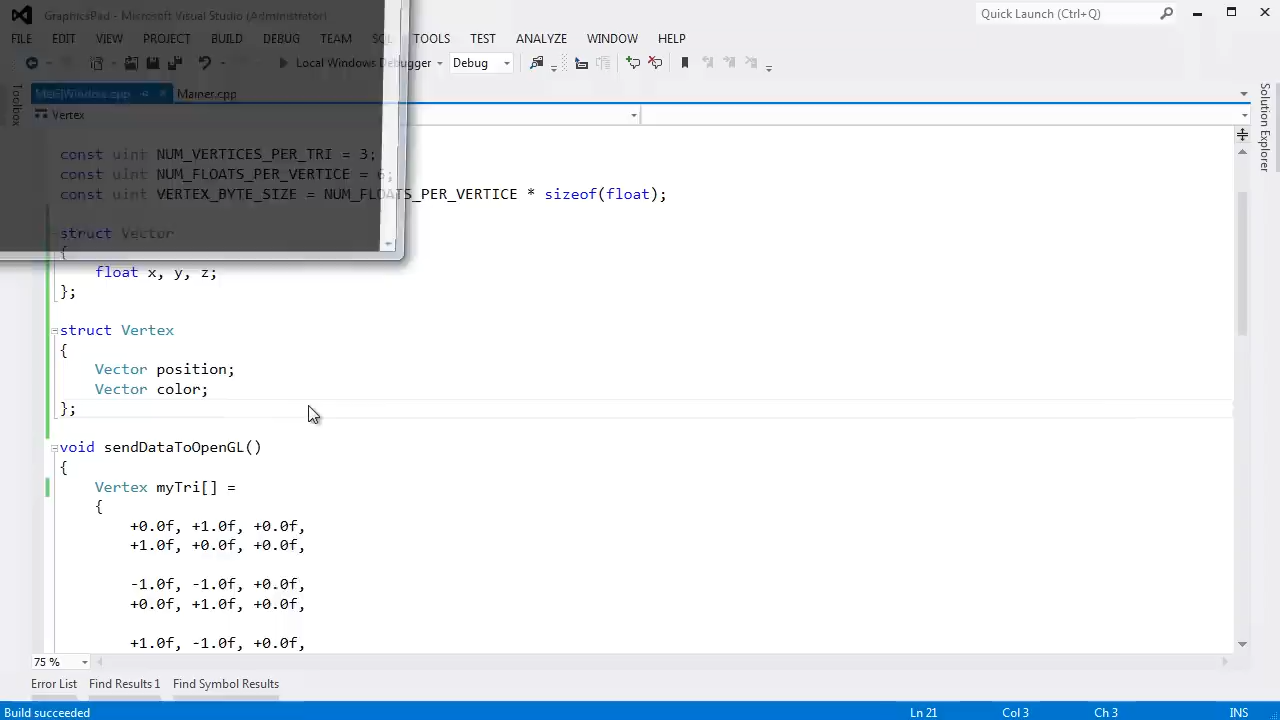 GraphicsPad - Microsoft Visual Studio (Administrator)
Quick Launch (Ctrl+Q)
FILE EDIT VIEW PROJECT BUILD DEBUG TEAM SQL TOOLS TEST ANALYZE WINDOW HELP
Local Windows Debugger Debug
Toolbox
MeGlWindow.cpp Mainer.cpp
Solution Explorer
Vertex
const uint NUM_VERTICES_PER_TRI = 3;
const uint NUM_FLOATS_PER_VERTICE = 6;
const uint VERTEX_BYTE_SIZE = NUM_FLOATS_PER_VERTICE * sizeof(float);
struct Vector
{
float x, y, z;
};
struct Vertex
{
Vector position;
Vector color;
};
void sendDataToOpenGL()
{
Vertex myTri[] =
{
+0.0f, +1.0f, +0.0f,
+1.0f, +0.0f, +0.0f,
-1.0f, -1.0f, +0.0f,
+0.0f, +1.0f, +0.0f,
+1.0f, -1.0f, +0.0f,
75 %
Error List Find Results 1 Find Symbol Results
Build succeeded Ln 21 Col 3 Ch 3 INS